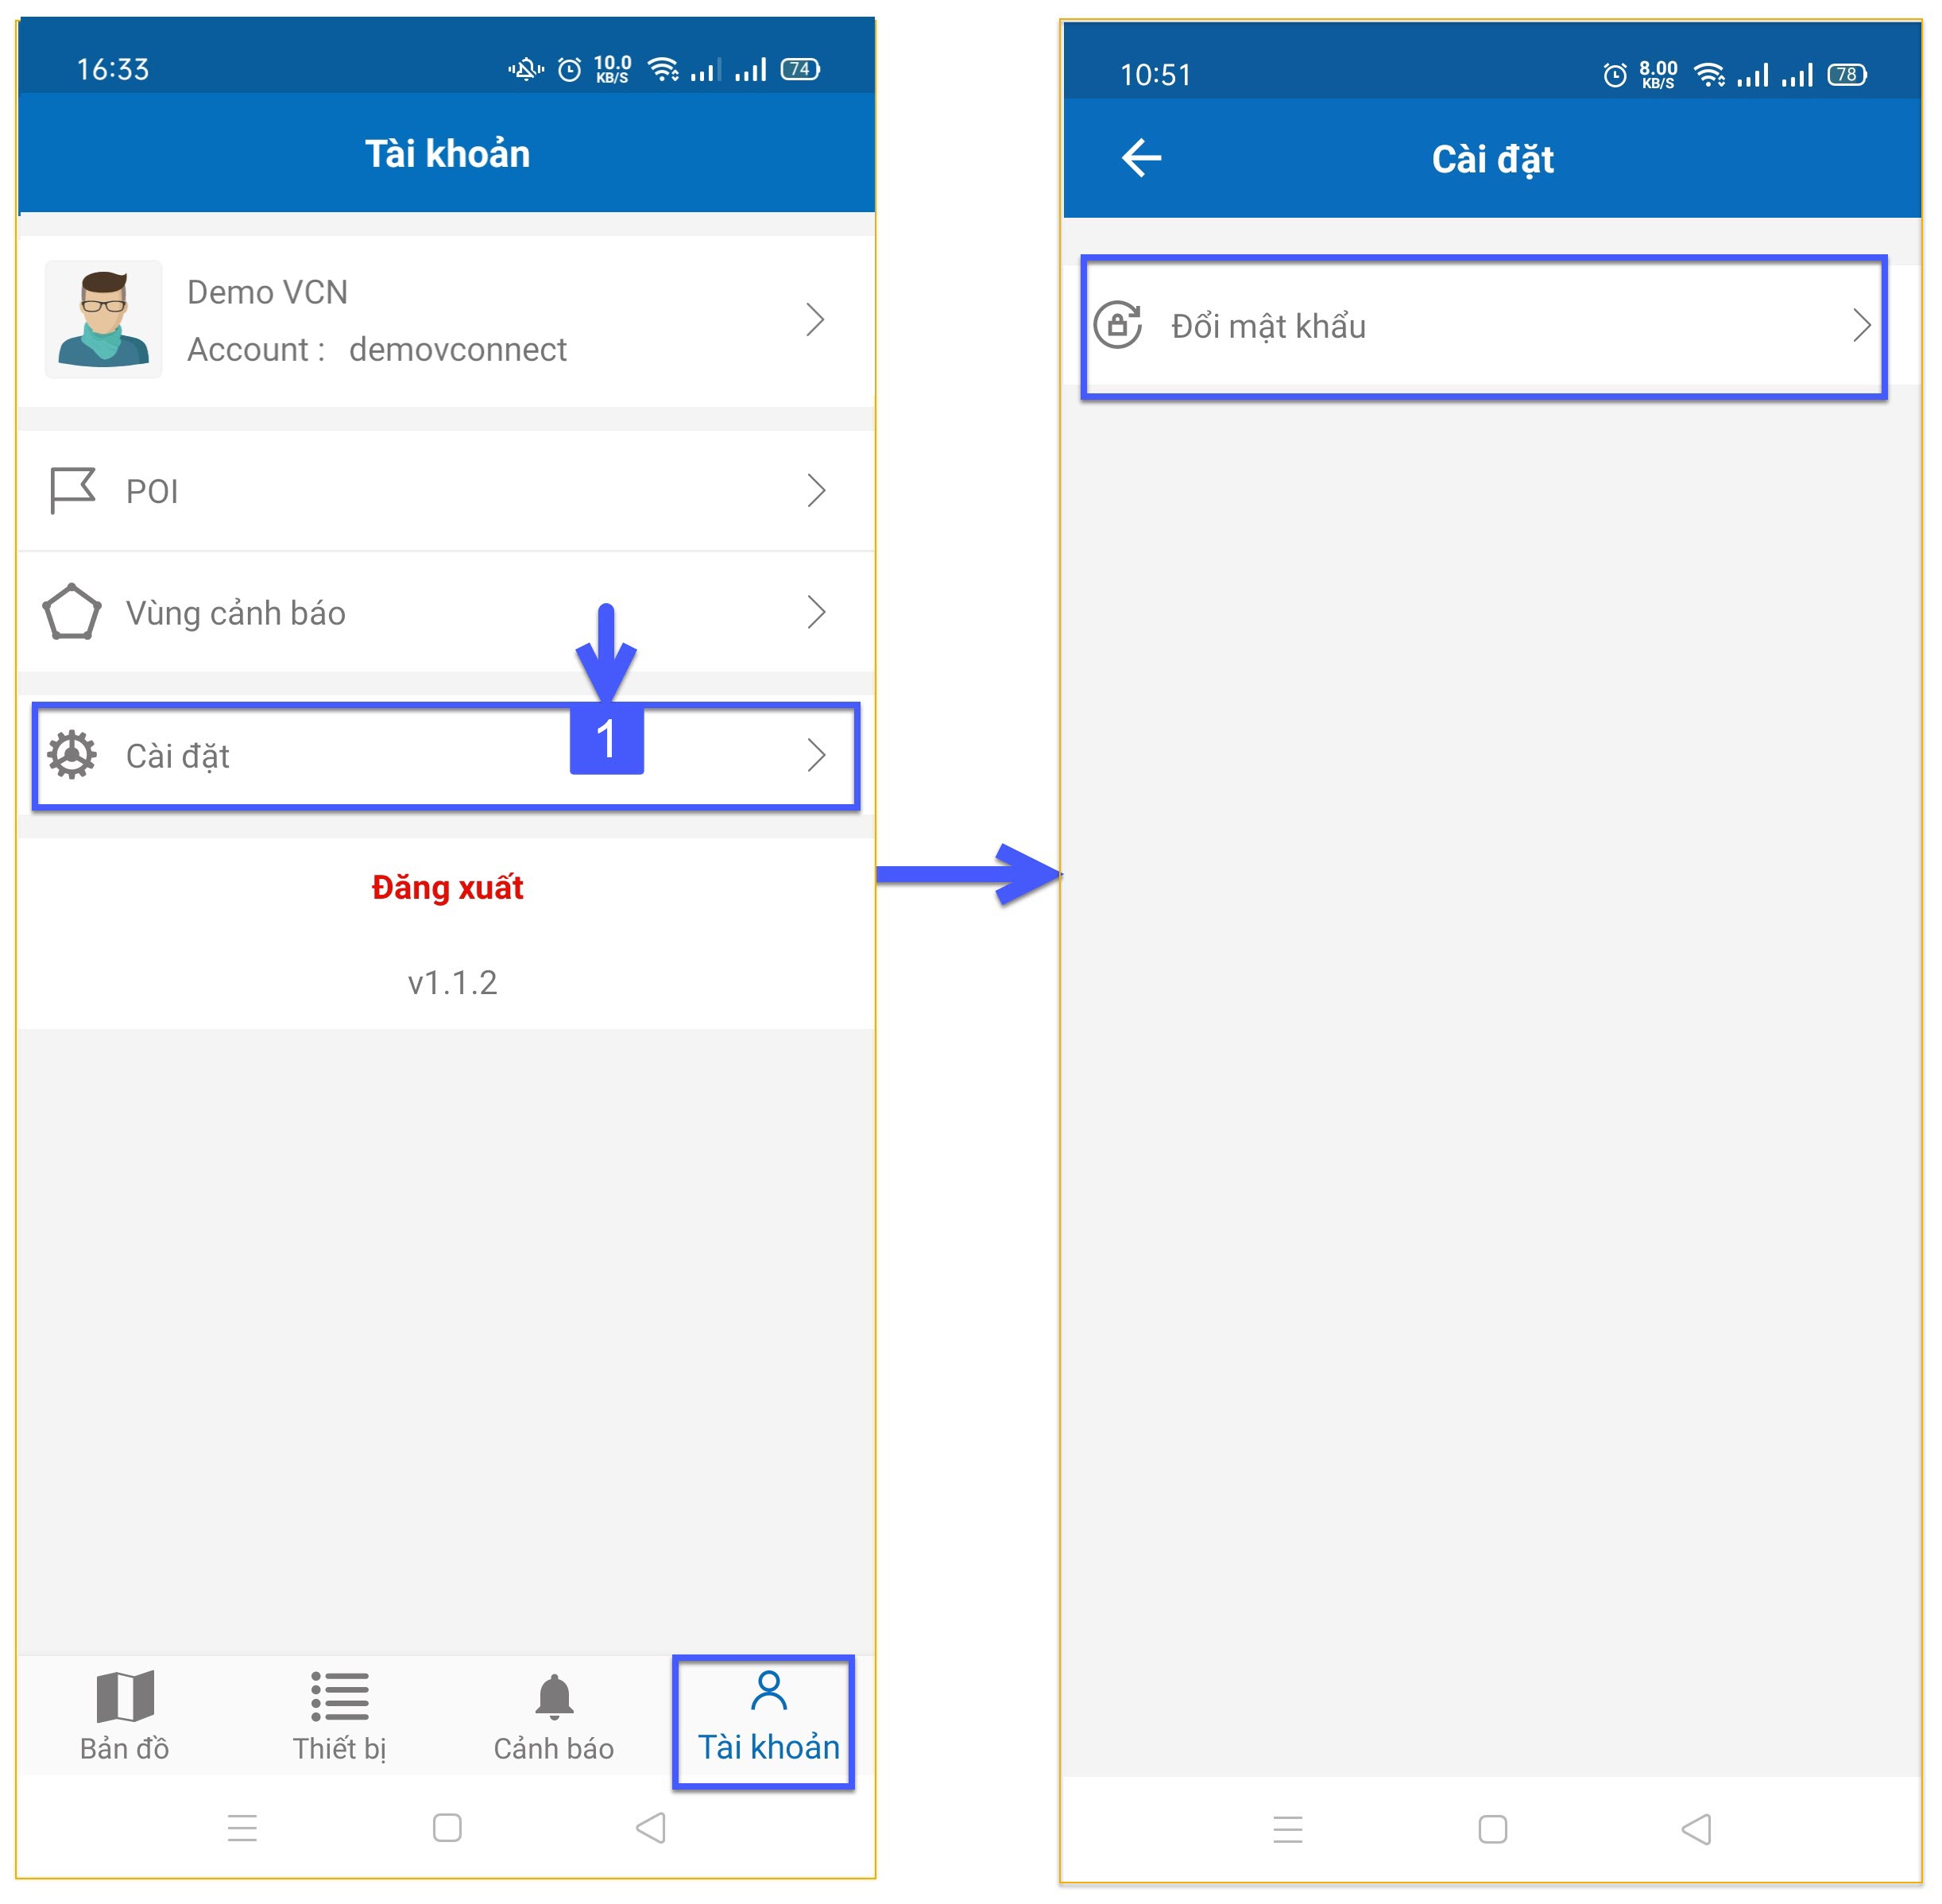 16:33
10.0
KB/S
74
Tài khoản
Demo VCN
Account : demovconnect
POI
Vùng cảnh báo
1
Cài đặt
Đăng xuất
v1.1.2
Bản đồ
Thiết bị
Cảnh báo
Tài khoản
10:51
8.00
KB/S
78
Cài đặt
Đổi mật khẩu